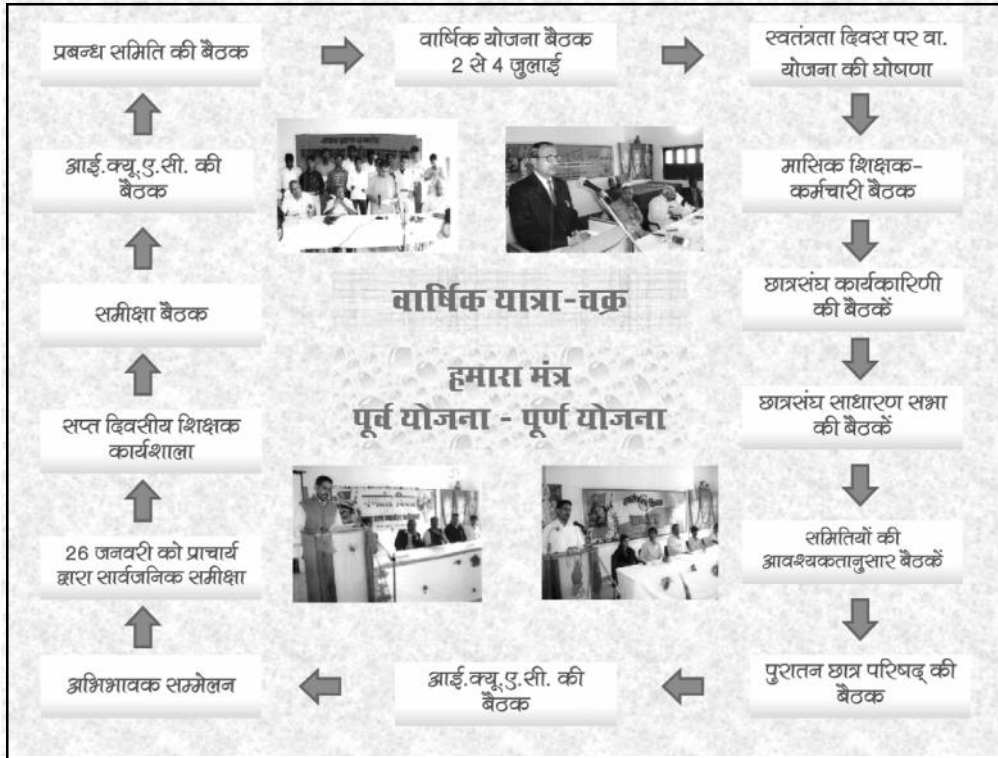 प्रबन्ध समिति की बैठक
वार्षिक योजना बैठक
2 से 4 जुलाई
स्वतंत्रता दिवस पर वा.
योजना की घोषणा
मासिक शिक्षक-
कर्मचारी बैठक
छात्रसंघ कार्यकारिणी
की बैठकें
छात्रसंघ साधारण सभा
की बैठकें
समितियों की
आवश्यकतानुसार बैठकें
पुरातन छात्र परिषद् की
बैठक
आई.क्यू.ए.सी. की
बैठक
अभिभावक सम्मेलन
26 जनवरी को प्राचार्य
द्वारा सार्वजनिक समीक्षा
सप्त दिवसीय शिक्षक
कार्यशाला
समीक्षा बैठक
आई.क्यू.ए.सी. की
बैठक
वार्षिक यात्रा-चक्र
हमारा मंत्र
पूर्व योजना - पूर्ण योजना